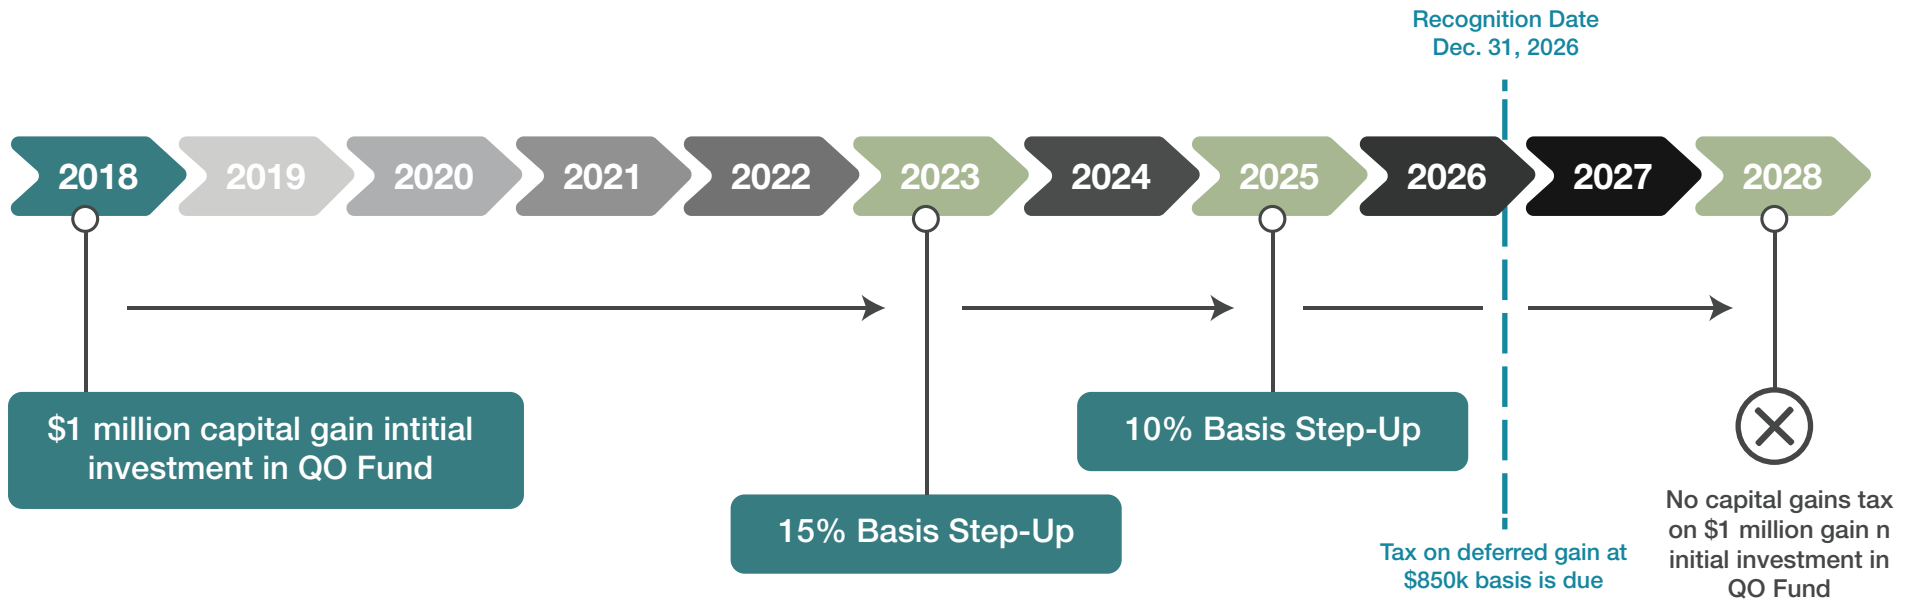 Recognition Date
Dec. 31, 2026
2018
2019
2020
2021
2022
2023
2024
2025
2026
2027
2028
$1 million capital gain intitial
investment in QO Fund
15% Basis Step-Up
10% Basis Step-Up
Tax on deferred gain at
$850k basis is due
No capital gains tax
on $1 million gain n
initial investment in
QO Fund